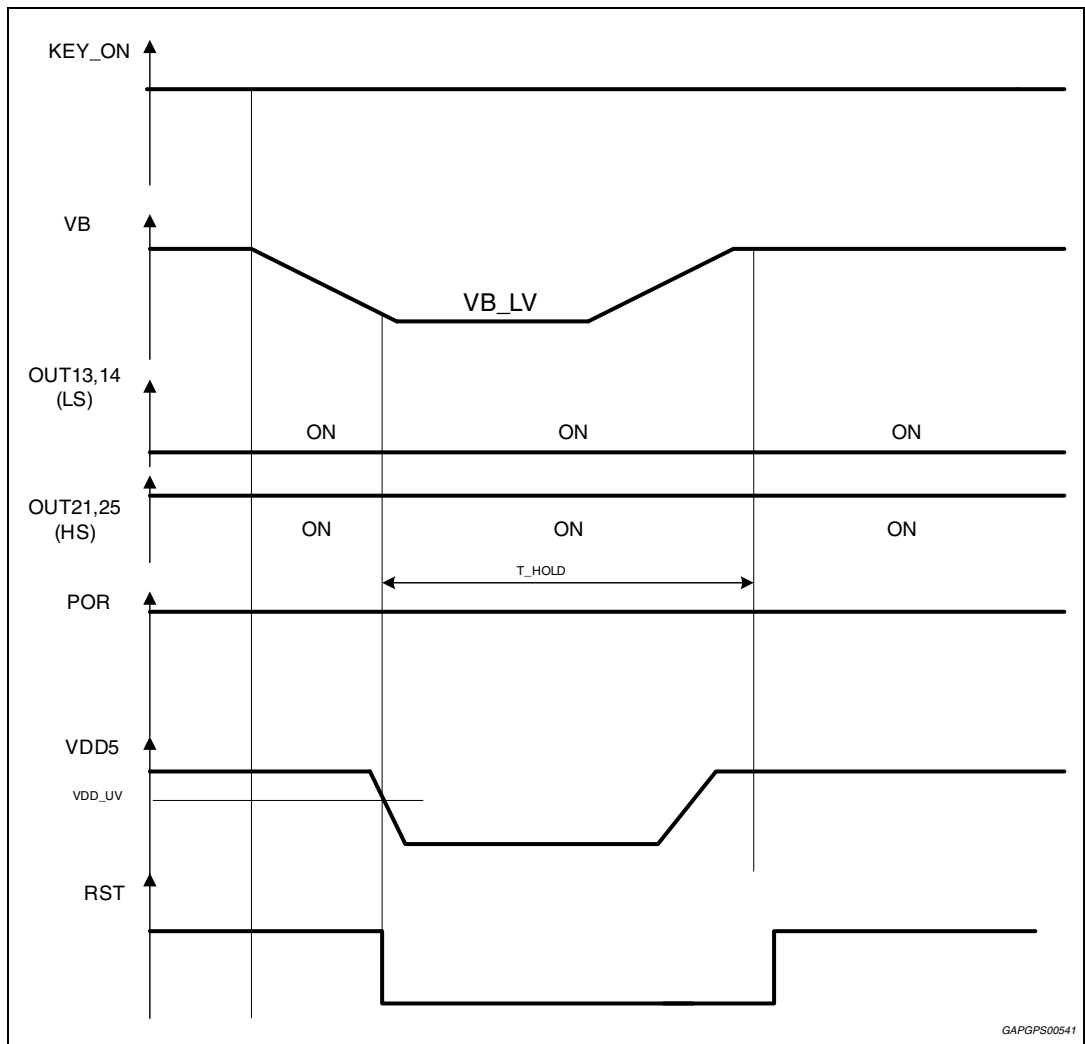 KEY_ON
VB
VB_LV
OUT13,14
(LS)
ON ON ON
OUT21,25
(HS)
ON ON ON
T_HOLD
POR
VDD5
VDD_UV
RST
GAPGPS00541